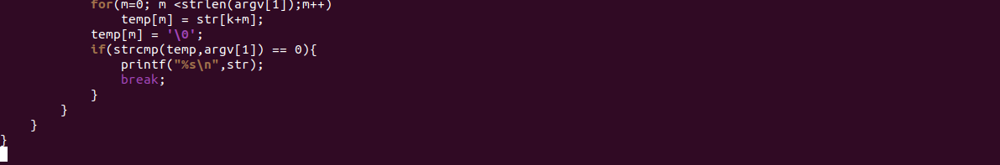 for(m=0; m <strlen(argv[1]);m++)
temp[m] = str[k+m];
temp[m] = '\0';
if(strcmp(temp,argv[1]) == 0){
printf("%s\n",str);
break;
}
}
}
}